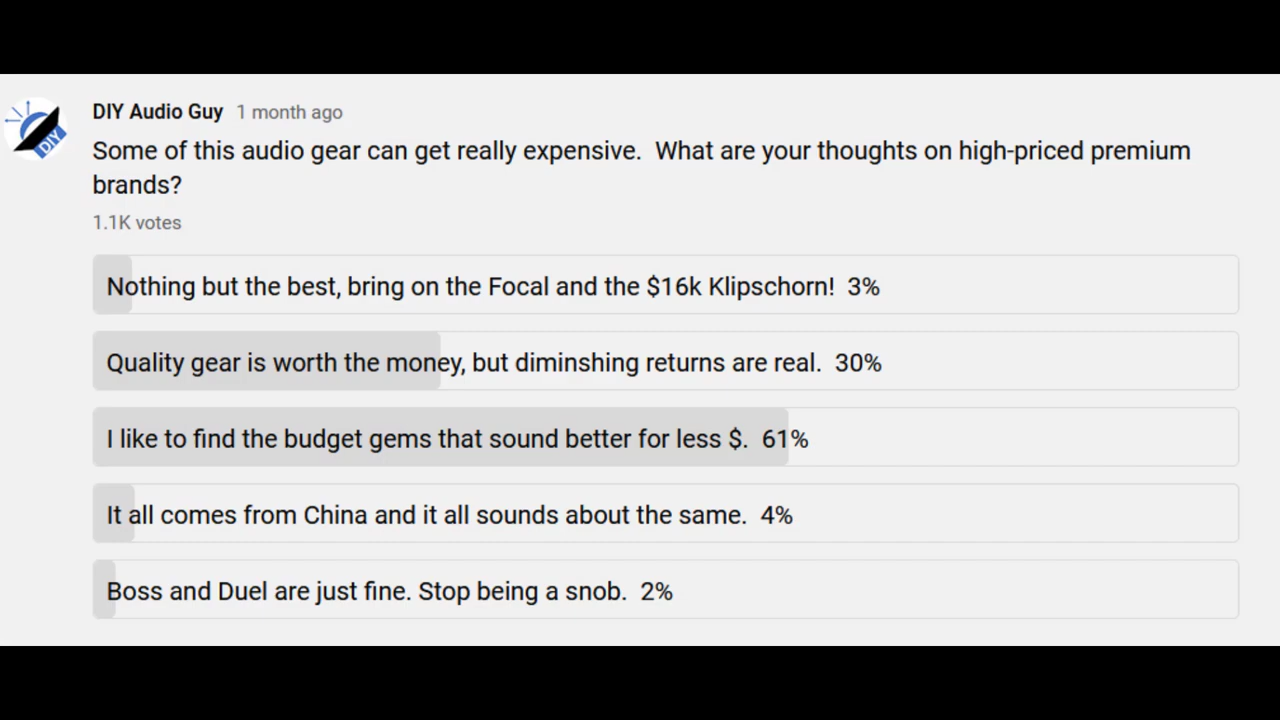 DIY Audio Guy 1 month ago
Some of this audio gear can get really expensive. What are your thoughts on high-priced premium
brands?
1.1K votes
Nothing but the best, bring on the Focal and the $16k Klipschorn! 3%
Quality gear is worth the money, but diminshing returns are real. 30%
I like to find the budget gems that sound better for less $. 61%
It all comes from China and it all sounds about the same. 4%
Boss and Duel are just fine. Stop being a snob. 2%
DIY